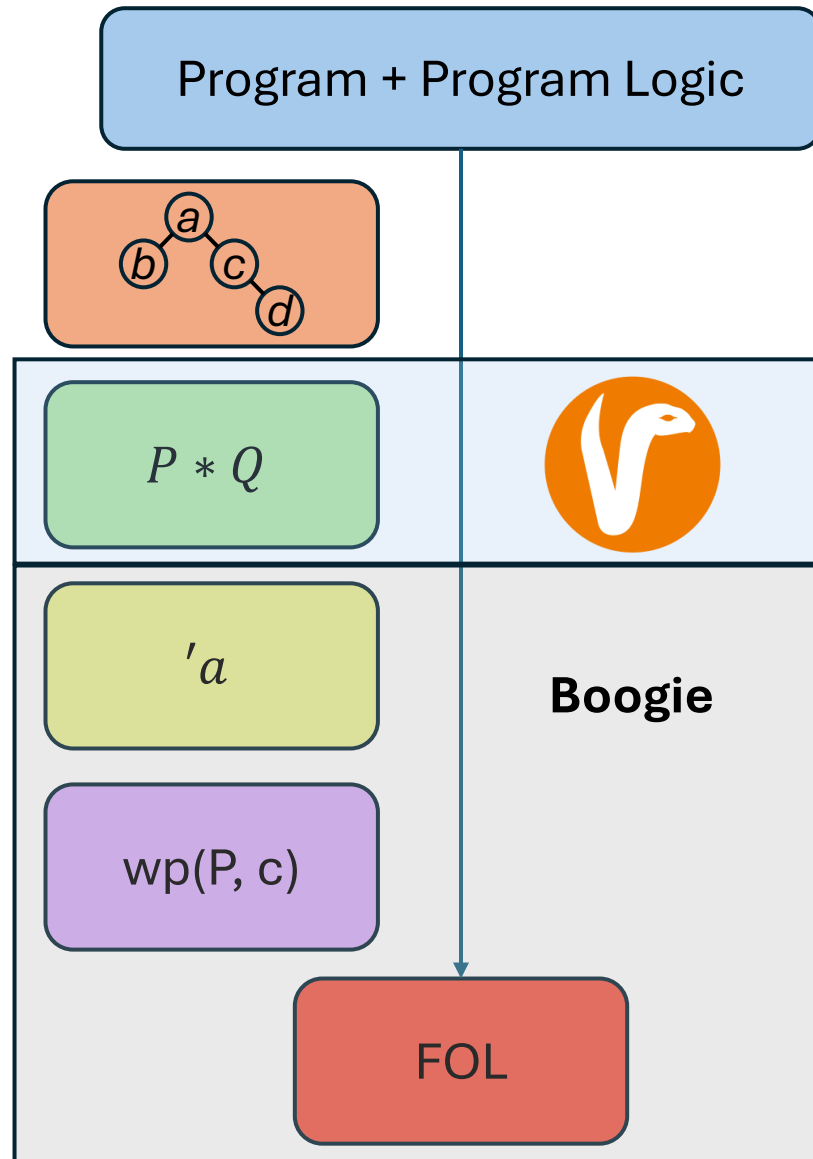 Program + Program Logic
a
b c
d
P ∗ Q
′a
Boogie
wp(P, c)
FOL